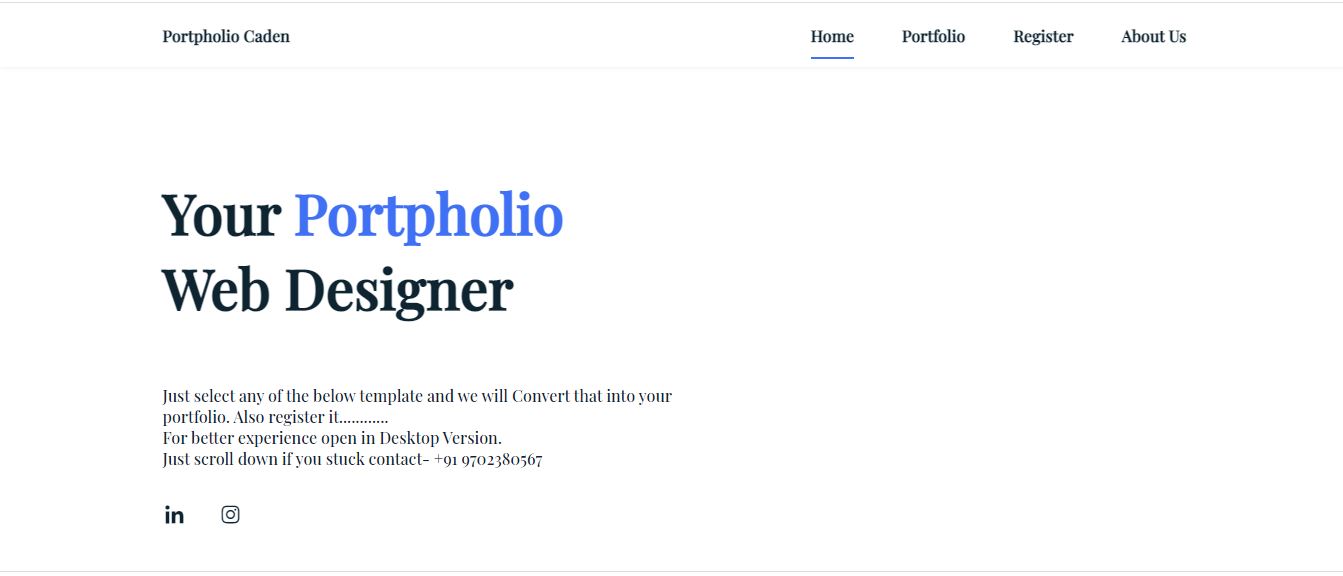 Portpholio Caden
Home
Portfolio
Register
About Us
Your Portpholio
Web Designer
Just select any of the below template and we will Convert that into your
portfolio. Also register it............
For better experience open in Desktop Version.
Just scroll down if you stuck contact- +91 9702380567
in